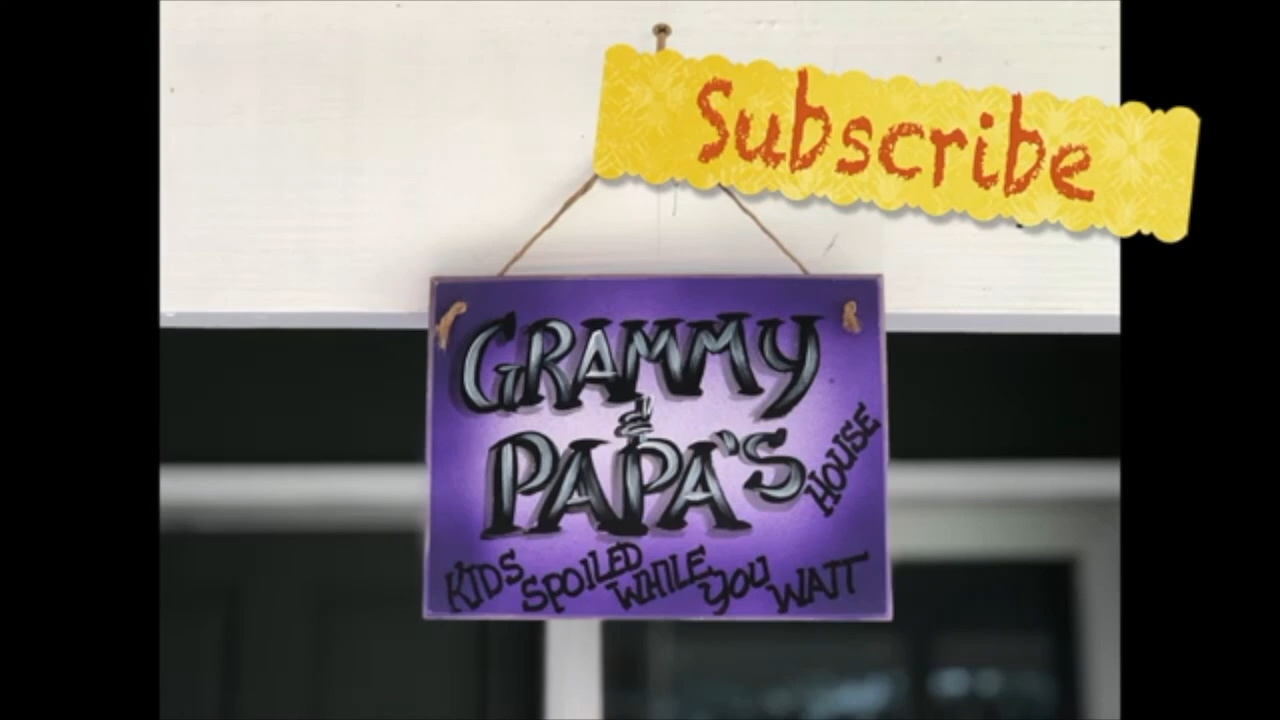 Subscribe
GRAMMY
&
PAPA'S
HOUSE
KIDS SPOILED WHILE YOU WAIT